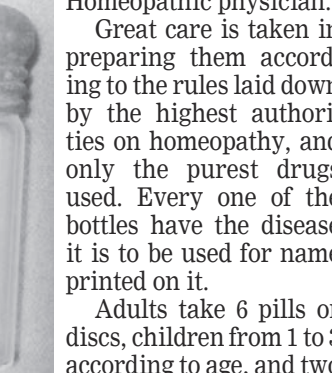 Homeopathic physician.
Great care is taken in
preparing them accord
ing to the rules laid down
by the highest authori
ties on homeopathy, and
only the purest drugs
used. Every one of the
bottles have the disease
it is to be used for name
printed on it.
Adults take 6 pills or
discs, children from 1 to 3
according to age, and two